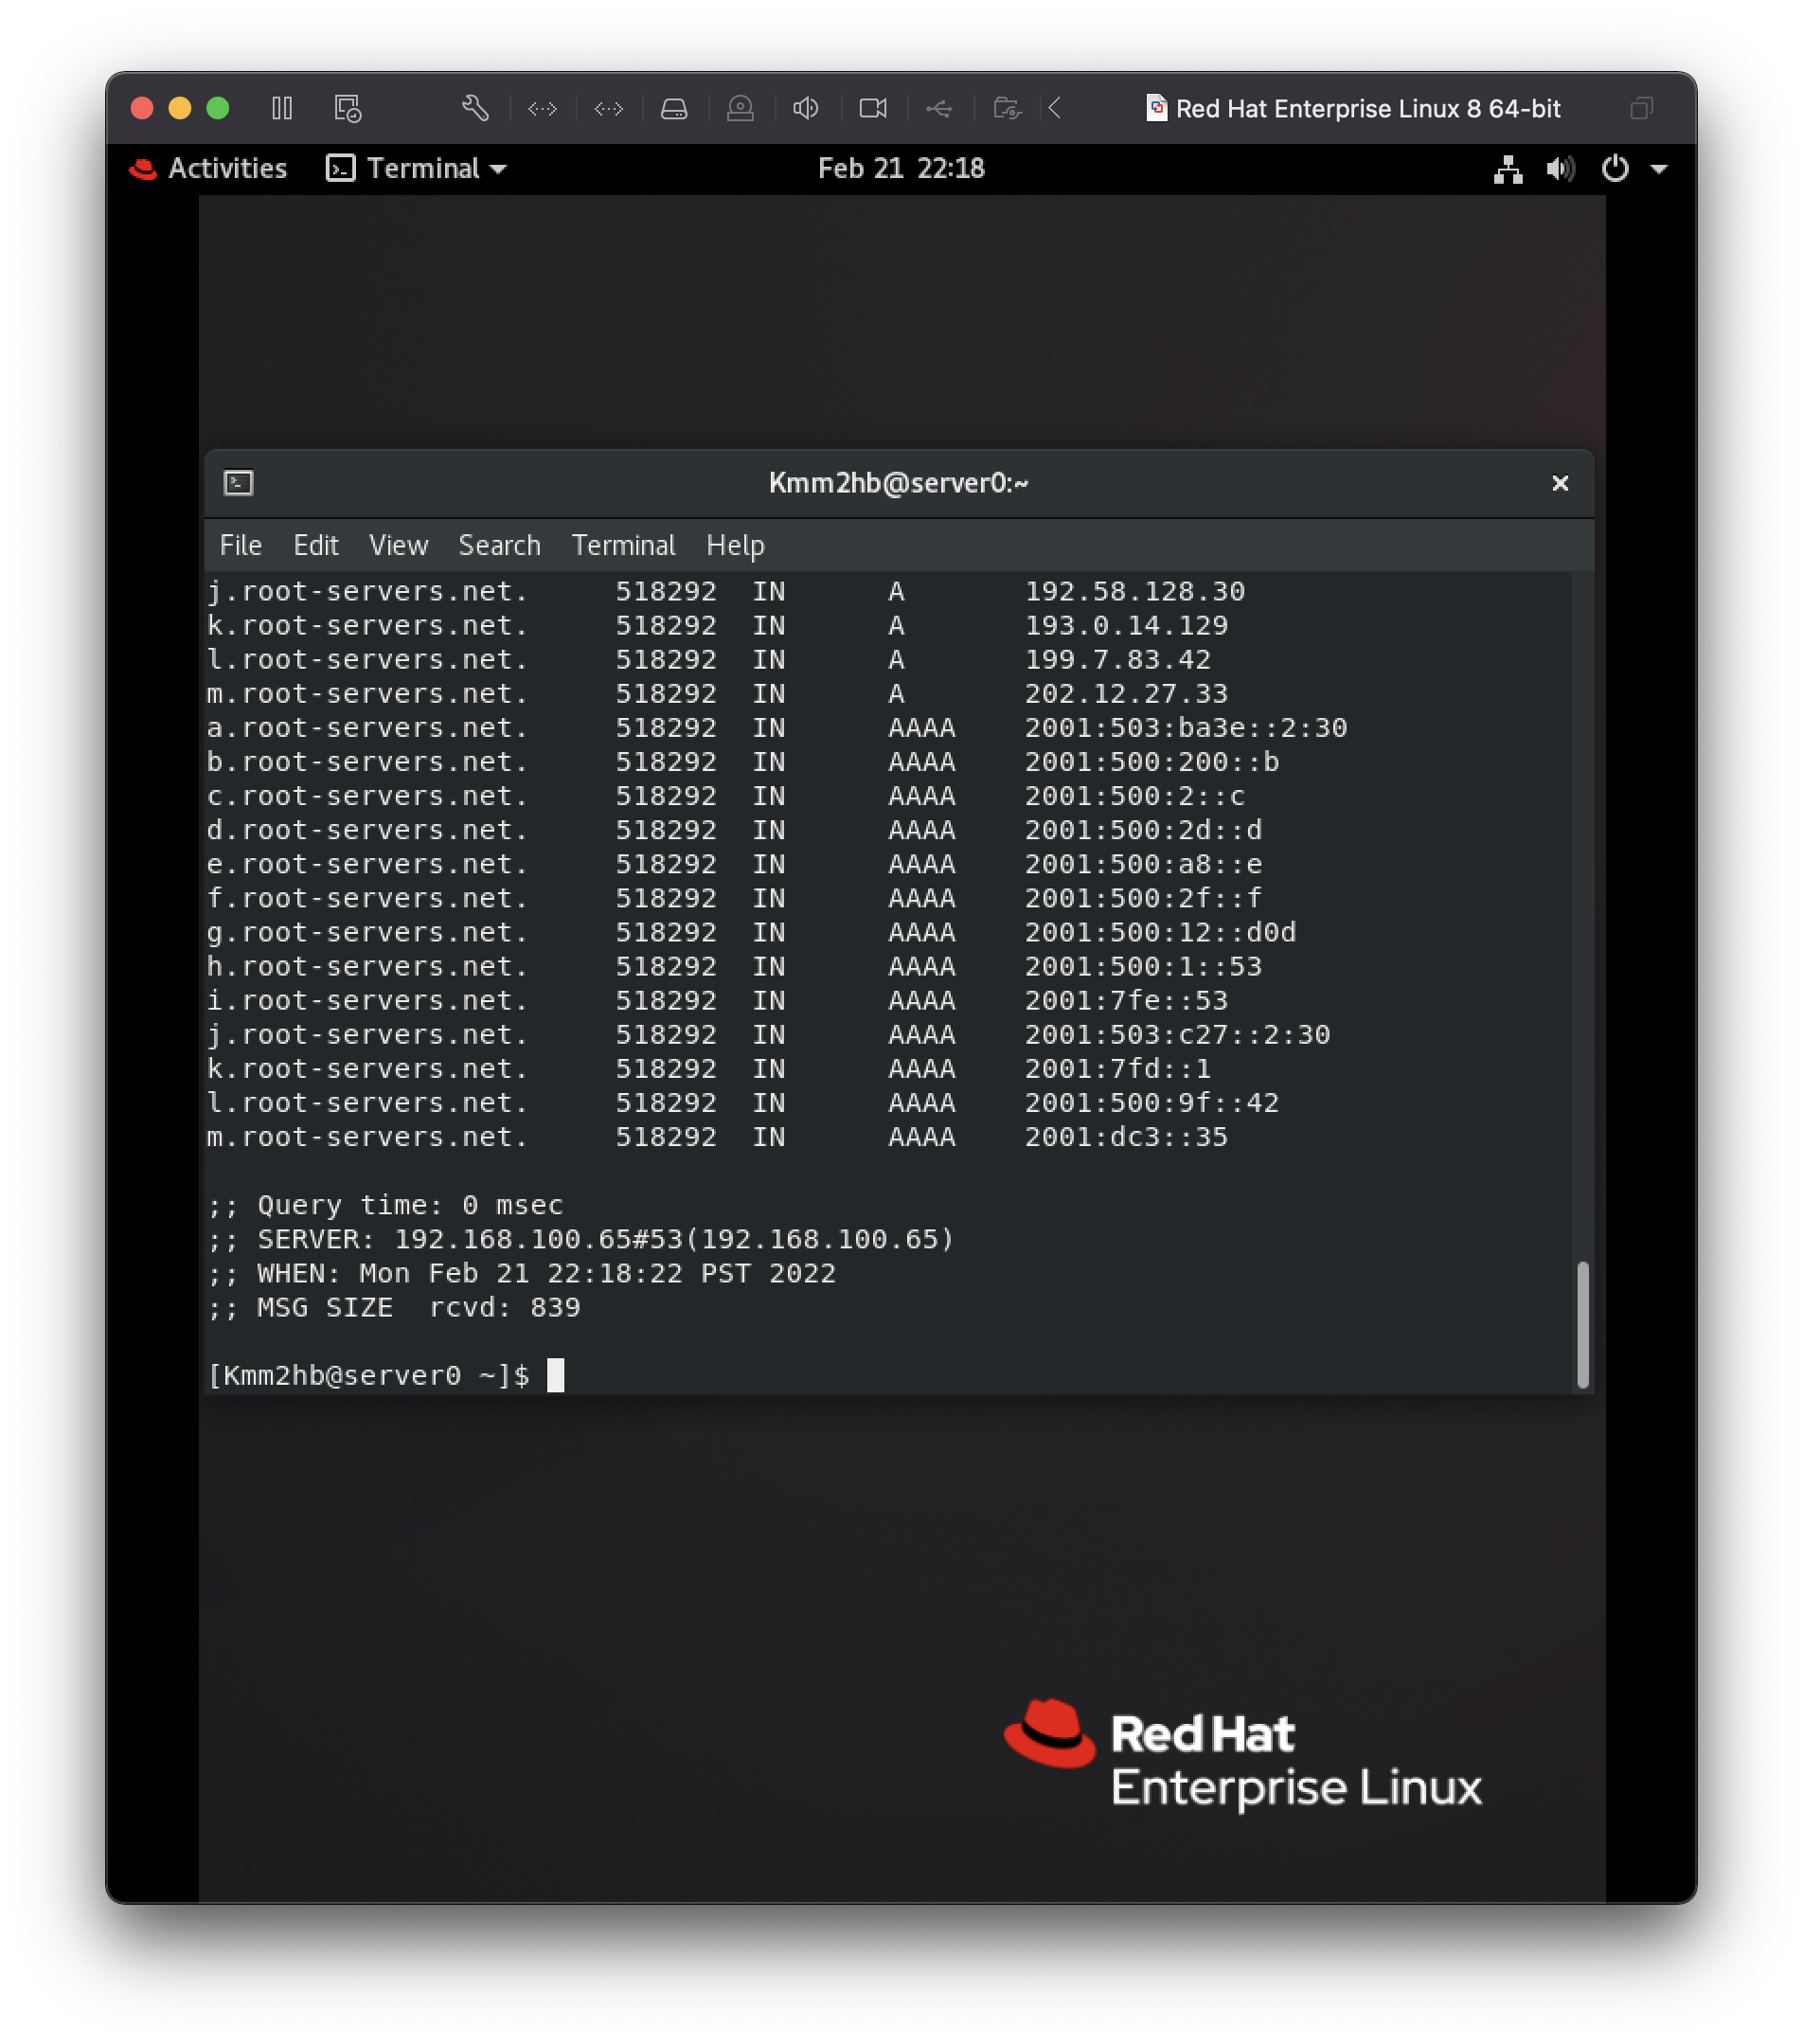 Red Hat Enterprise Linux 8 64-bit
Activities Terminal Feb 21 22:18
Kmm2hb@server0:~
File Edit View Search Terminal Help
j.root-servers.net. 518292 IN A 192.58.128.30
k.root-servers.net. 518292 IN A 193.0.14.129
l.root-servers.net. 518292 IN A 199.7.83.42
m.root-servers.net. 518292 IN A 202.12.27.33
a.root-servers.net. 518292 IN AAAA 2001:503:ba3e::2:30
b.root-servers.net. 518292 IN AAAA 2001:500:200::b
c.root-servers.net. 518292 IN AAAA 2001:500:2::c
d.root-servers.net. 518292 IN AAAA 2001:500:2d::d
e.root-servers.net. 518292 IN AAAA 2001:500:a8::e
f.root-servers.net. 518292 IN AAAA 2001:500:2f::f
g.root-servers.net. 518292 IN AAAA 2001:500:12::d0d
h.root-servers.net. 518292 IN AAAA 2001:500:1::53
i.root-servers.net. 518292 IN AAAA 2001:7fe::53
j.root-servers.net. 518292 IN AAAA 2001:503:c27::2:30
k.root-servers.net. 518292 IN AAAA 2001:7fd::1
l.root-servers.net. 518292 IN AAAA 2001:500:9f::42
m.root-servers.net. 518292 IN AAAA 2001:dc3::35
;; Query time: 0 msec
;; SERVER: 192.168.100.65#53(192.168.100.65)
;; WHEN: Mon Feb 21 22:18:22 PST 2022
;; MSG SIZE  rcvd: 839
[Kmm2hb@server0 ~]$
Red Hat
Enterprise Linux